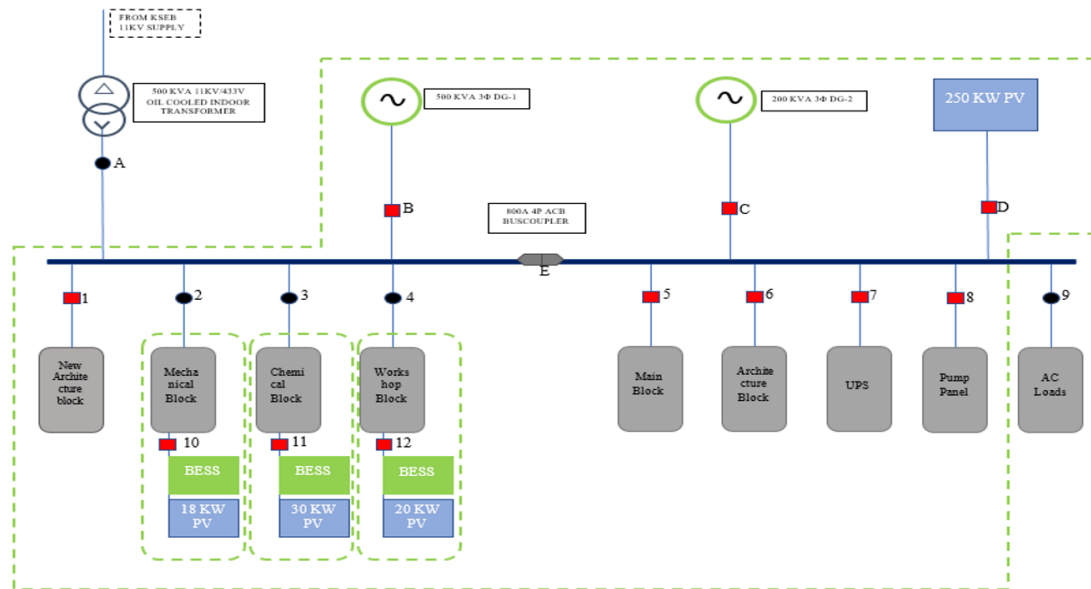 FROM KSEB
11KV SUPPLY
500 KVA 11KV/433V
OIL COOLED INDOOR
TRANSFORMER
500 KVA 3Φ DG-1
200 KVA 3Φ DG-2
250 KW PV
A
B
800A 4P ACB
BUSCOUPLER
C
D
E
1
2
3
4
5
6
7
8
9
New
Archite
cture
block
Mecha
nical
Block
Chemi
cal
Block
Works
hop
Block
Main
Block
Archite
cture
Block
UPS
Pump
Panel
AC
Loads
10
11
12
BESS
BESS
BESS
18 KW
PV
30 KW
PV
20 KW
PV